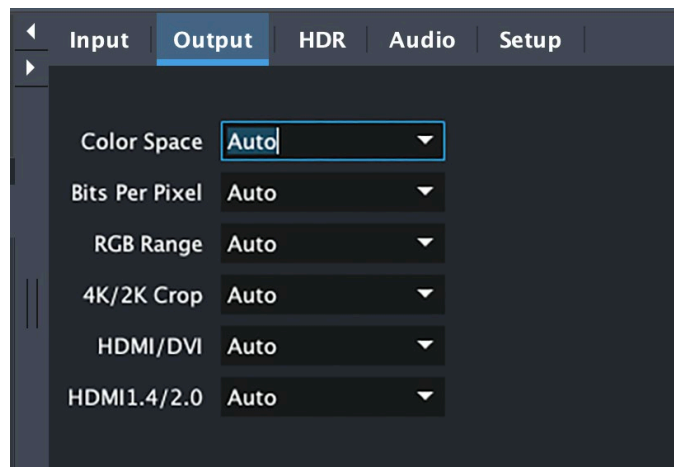 Input Output HDR Audio Setup
Color Space Auto
Bits Per Pixel Auto
RGB Range Auto
4K/2K Crop Auto
HDMI/DVI Auto
HDMI1.4/2.0 Auto